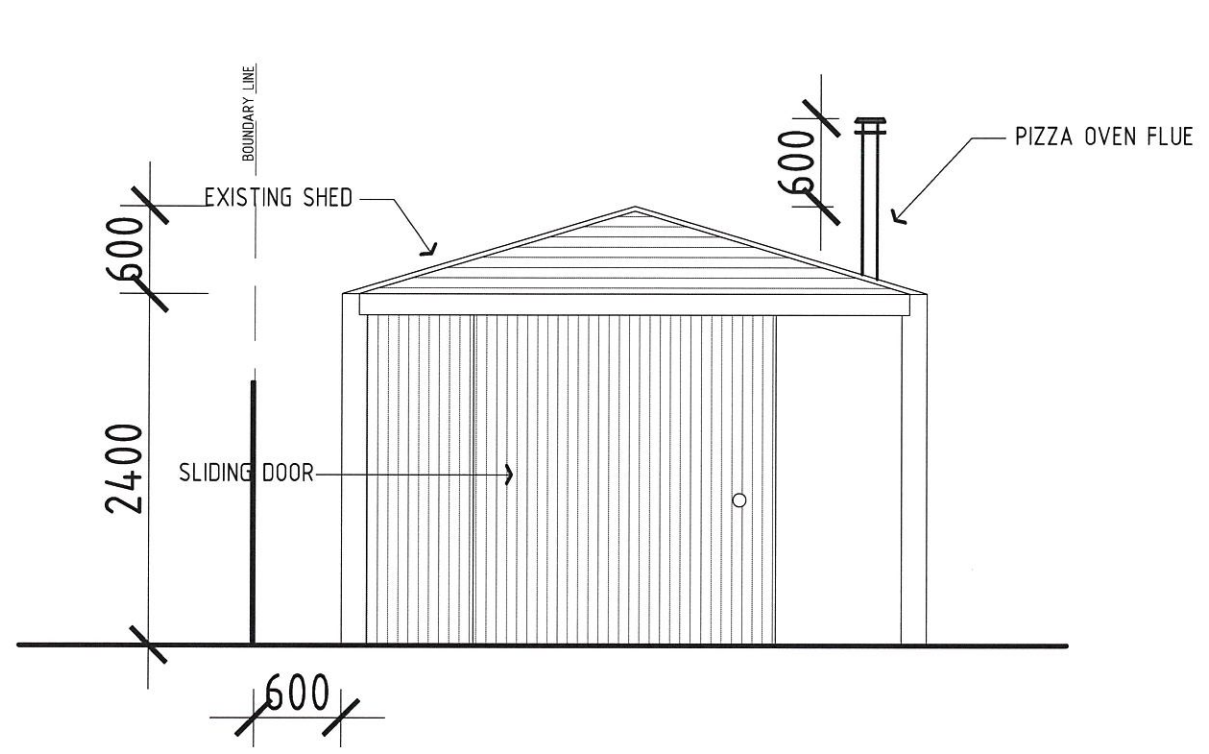 BOUNDARY LINE
PIZZA OVEN FLUE
600
EXISTING SHED
600
2400
SLIDING DOOR
600